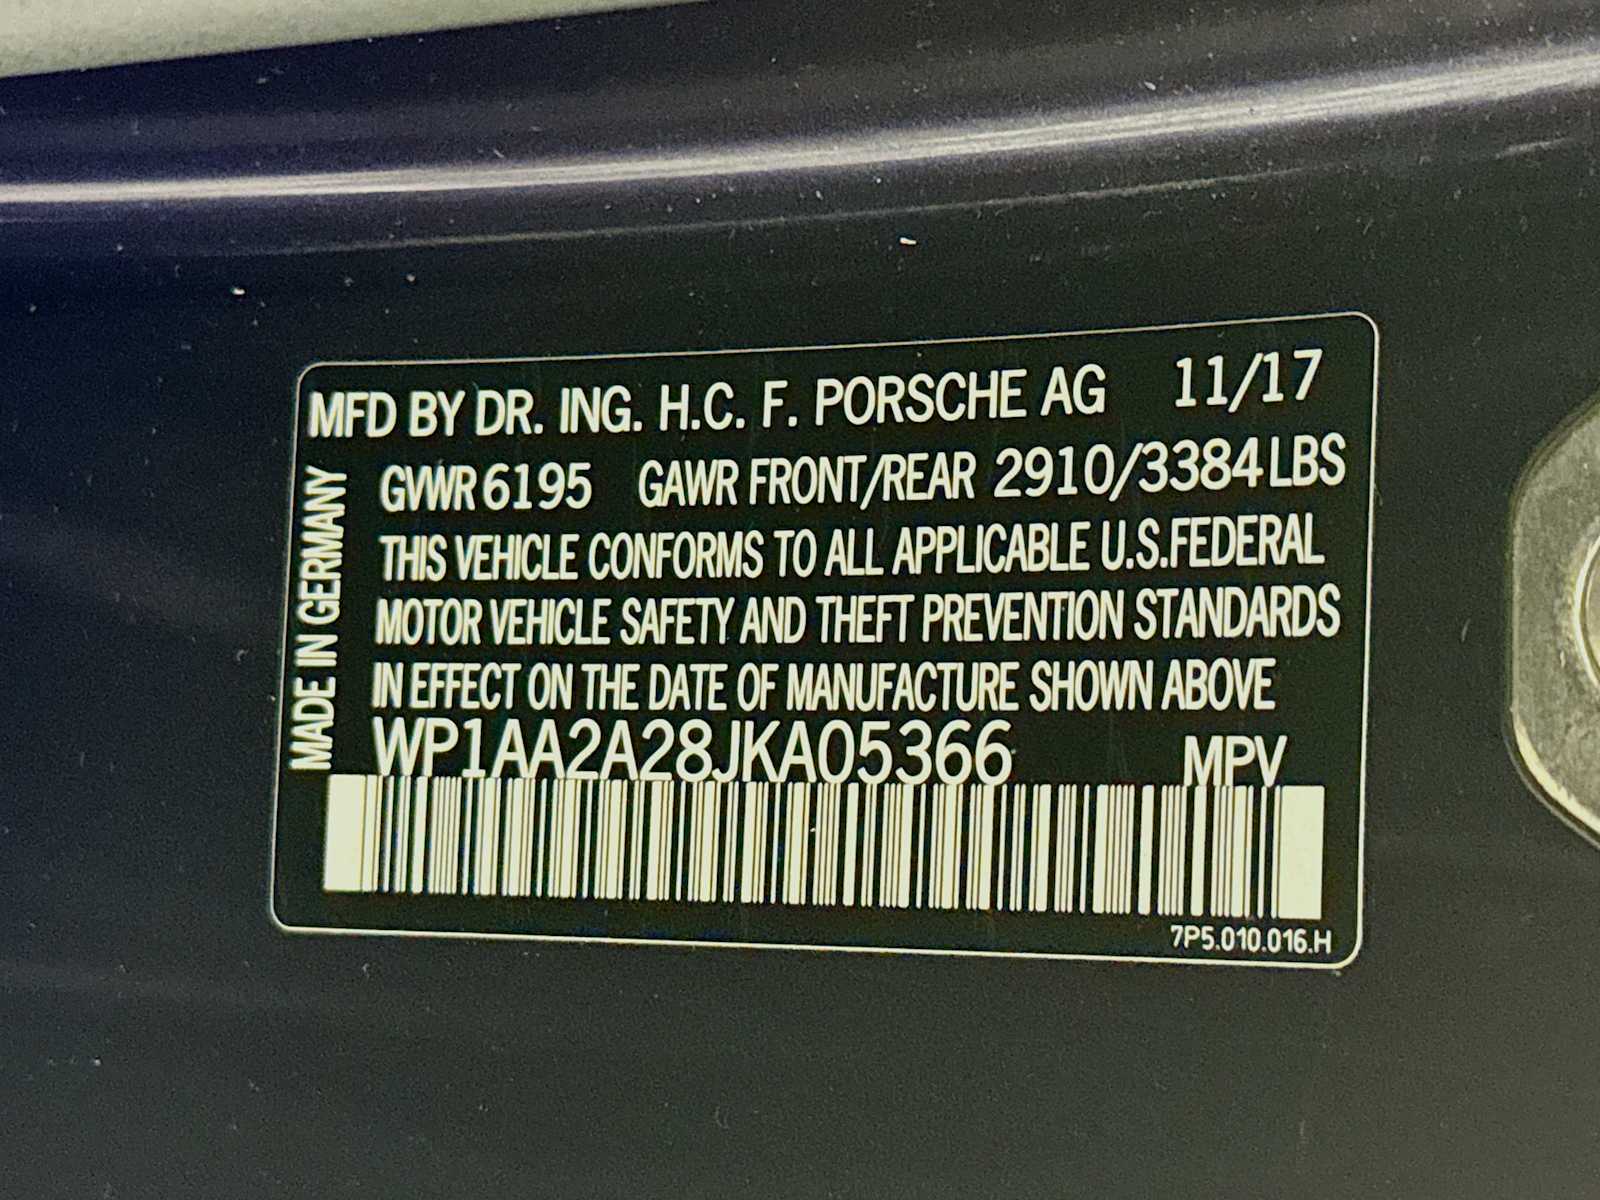 MFD BY DR. ING. H.C. F. PORSCHE AG 11/17
GVWR 6195 GAWR FRONT/REAR 2910/3384 LBS
THIS VEHICLE CONFORMS TO ALL APPLICABLE U.S.FEDERAL
MOTOR VEHICLE SAFETY AND THEFT PREVENTION STANDARDS
IN EFFECT ON THE DATE OF MANUFACTURE SHOWN ABOVE
WP1AA2A28JKA05366 MPV
MADE IN GERMANY
7P5.010.016.H